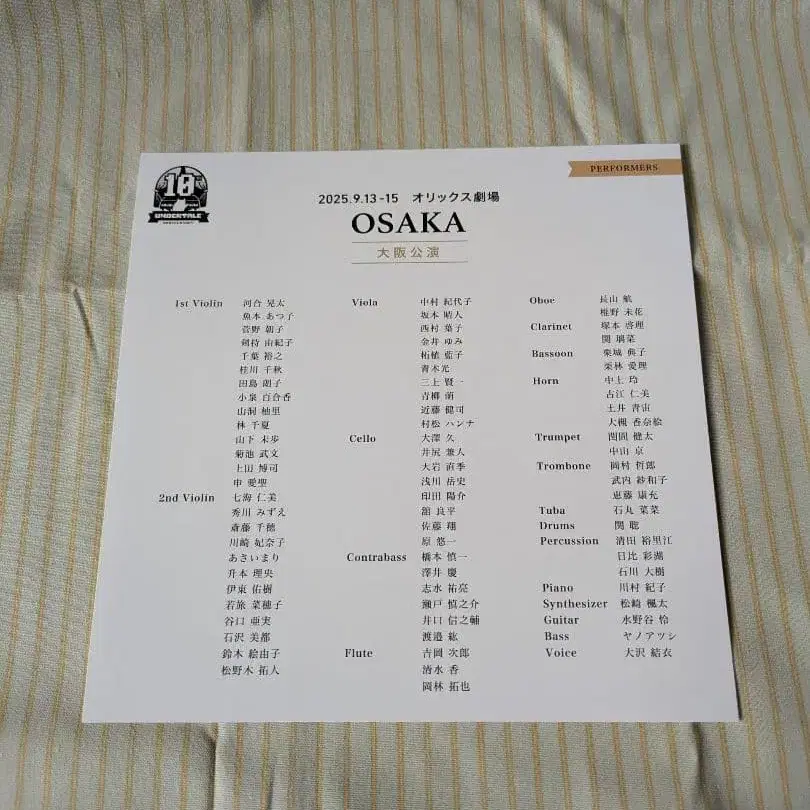 10th
UNDERTALE
PERFORMERS
2025.9.13-15 オリックス劇場
OSAKA
大阪公演
1st Violin 河合 晃太
魚本 あつ子
菅野 朝子
剣持 由紀子
千葉 裕之
桂川 千秋
田島 朗子
小泉 百合香
山洞 柚里
林 千夏
山下 未歩
菊池 武文
上田 博司
申 愛聖
2nd Violin 七海 仁美
秀川 みずえ
斎藤 千穂
川崎 妃奈子
あさいまり
升本 理央
伊東 佑樹
若旅 菜穂子
谷口 亜実
石沢 美都
鈴木 絵由子
松野木 拓人
Viola 中村 紀代子
坂本 晴人
西村 葉子
金井 ゆみ
柘植 藍子
青木光
三上 賢一
青柳 萌
近藤 健司
村松 ハンナ
Cello 大澤 久
井尻 兼人
大岩 直季
浅川 岳史
印田 陽介
舘 良平
佐藤 翔
原 悠一
Contrabass 橋本 慎一
澤井 慶
志水 祐亮
瀬戸 慎之介
井口 信之輔
渡邉 紘
Flute 吉岡 次郎
清水 香
岡林 拓也
Oboe 長山 航
椎野 未花
Clarinet 塚本 啓理
関 璃菜
Bassoon 柴城 典子
栗林 愛理
Horn 中土 玲
古江 仁美
土井 青宙
大槻 香奈絵
Trumpet 閏間 健太
中山 京
Trombone 岡村 哲郎
武内 紗和子
恵藤 康充
Tuba 石丸 菜菜
Drums 関 聡
Percussion 清田 裕里江
日比 彩湖
石川 大樹
Piano 川村 紀子
Synthesizer 松崎 楓太
Guitar 水野谷 怜
Bass ヤノアツシ
Voice 大沢 結衣